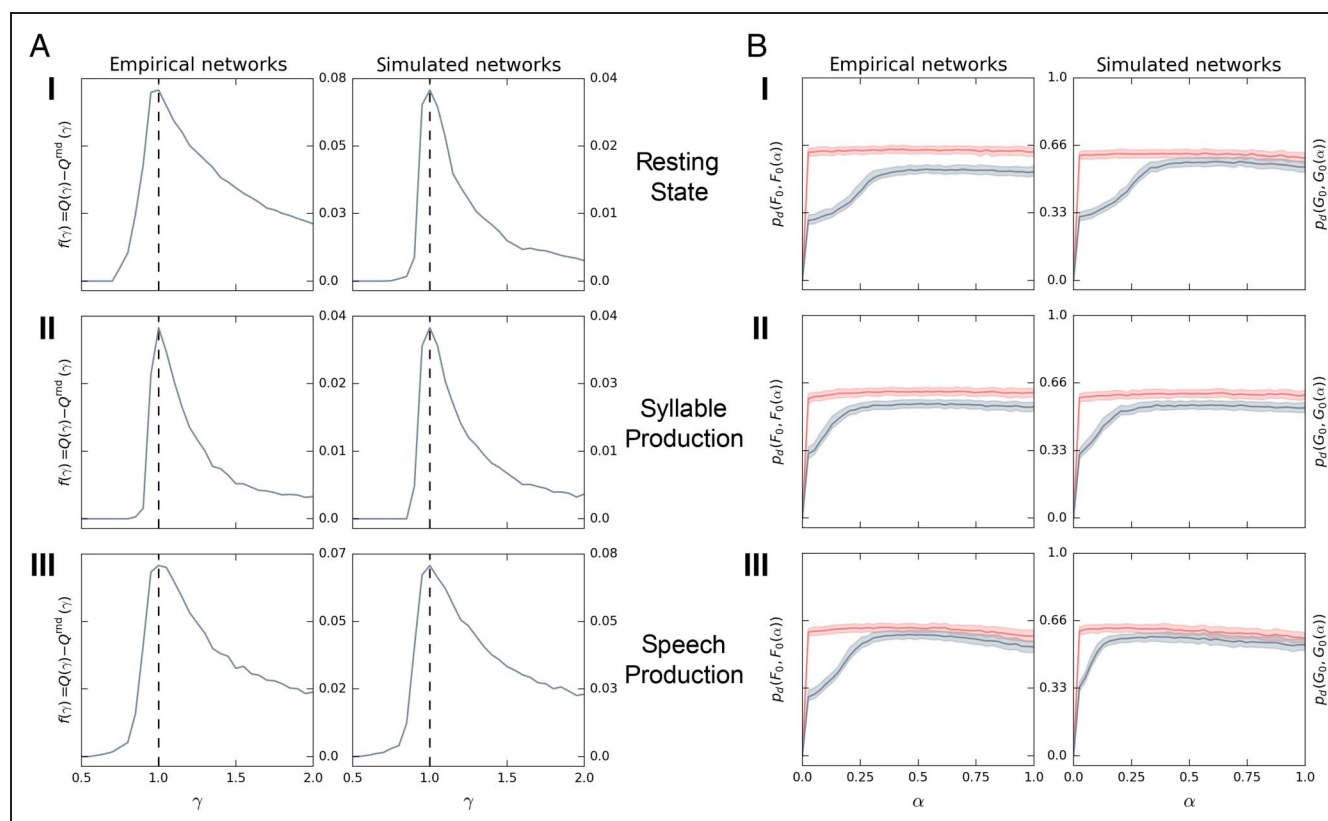 A
B
Empirical networks
Simulated networks
Empirical networks
Simulated networks
I
f(γ) =Q(γ)−Q^rnd (γ)
0.08
0.05
0.03
0.0
0.04
0.02
0.01
0.0
Resting
State
I
p_d(F_0, F_0(α))
1.0
0.66
0.33
0.0
p_d(G_0, G_0(α))
II
f(γ) =Q(γ)−Q^rnd (γ)
0.04
0.02
0.01
0.0
0.04
0.03
0.01
0.0
Syllable
Production
II
p_d(F_0, F_0(α))
1.0
0.66
0.33
0.0
p_d(G_0, G_0(α))
III
f(γ) =Q(γ)−Q^rnd (γ)
0.07
0.05
0.02
0.0
0.08
0.05
0.03
0.0
Speech
Production
III
p_d(F_0, F_0(α))
1.0
0.66
0.33
0.0
p_d(G_0, G_0(α))
0.5 1.0 1.5 2.0
0.5 1.0 1.5 2.0
0.0 0.25 0.5 0.75 1.0
0.0 0.25 0.5 0.75 1.0
γ
γ
α
α